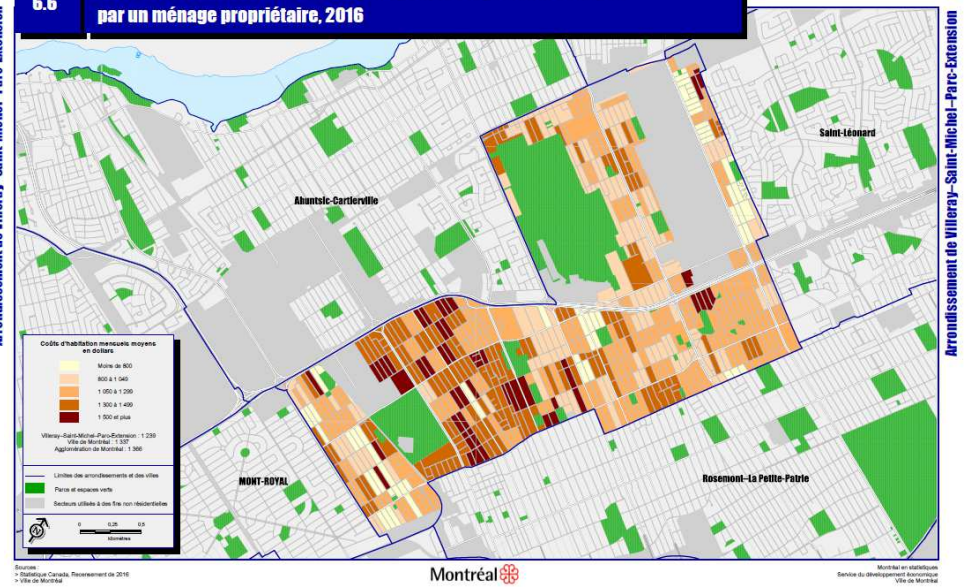 6.6
par un ménage propriétaire, 2016
Arrondissement de Villeray–Saint-Michel–Parc-Extension
Saint-Léonard
Ahuntsic-Cartierville
MONT-ROYAL
Rosemont–La Petite-Patrie
Coûts d'habitation mensuels moyens
en dollars
Moins de 800
800 à 1 049
1 050 à 1 299
1 300 à 1 499
1 500 et plus
Villeray–Saint-Michel–Parc-Extension : 1 239
Ville de Montréal : 1 337
Agglomération de Montréal : 1 366
Limites des arrondissements et des villes
Parcs et espaces verts
Secteurs utilisés à des fins non résidentielles
N
0 0,25 0,5
kilomètres
Sources :
> Statistique Canada, Recensement de 2016
> Ville de Montréal
Montréal
Montréal en statistiques
Service du développement économique
Ville de Montréal